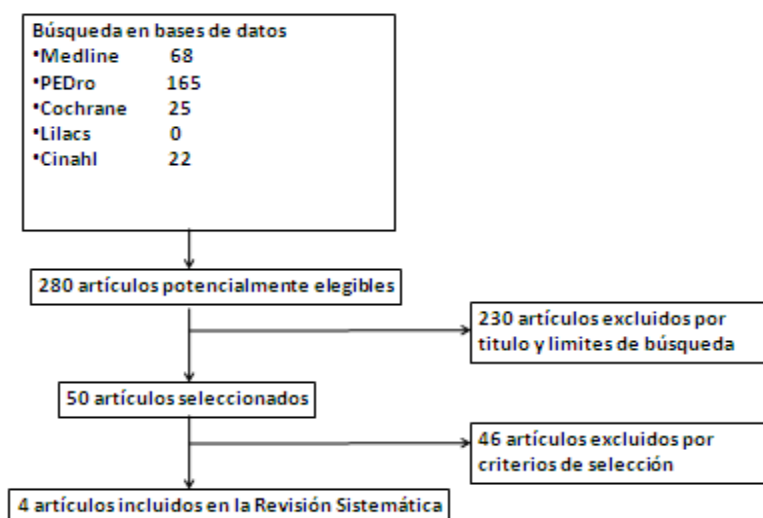 Búsqueda en bases de datos
•Medline 68
•PEDro 165
•Cochrane 25
•Lilacs 0
•Cinahl 22
280 artículos potencialmente elegibles
230 artículos excluidos por
titulo y limites de búsqueda
50 artículos seleccionados
46 artículos excluidos por
criterios de selección
4 artículos incluidos en la Revisión Sistemática